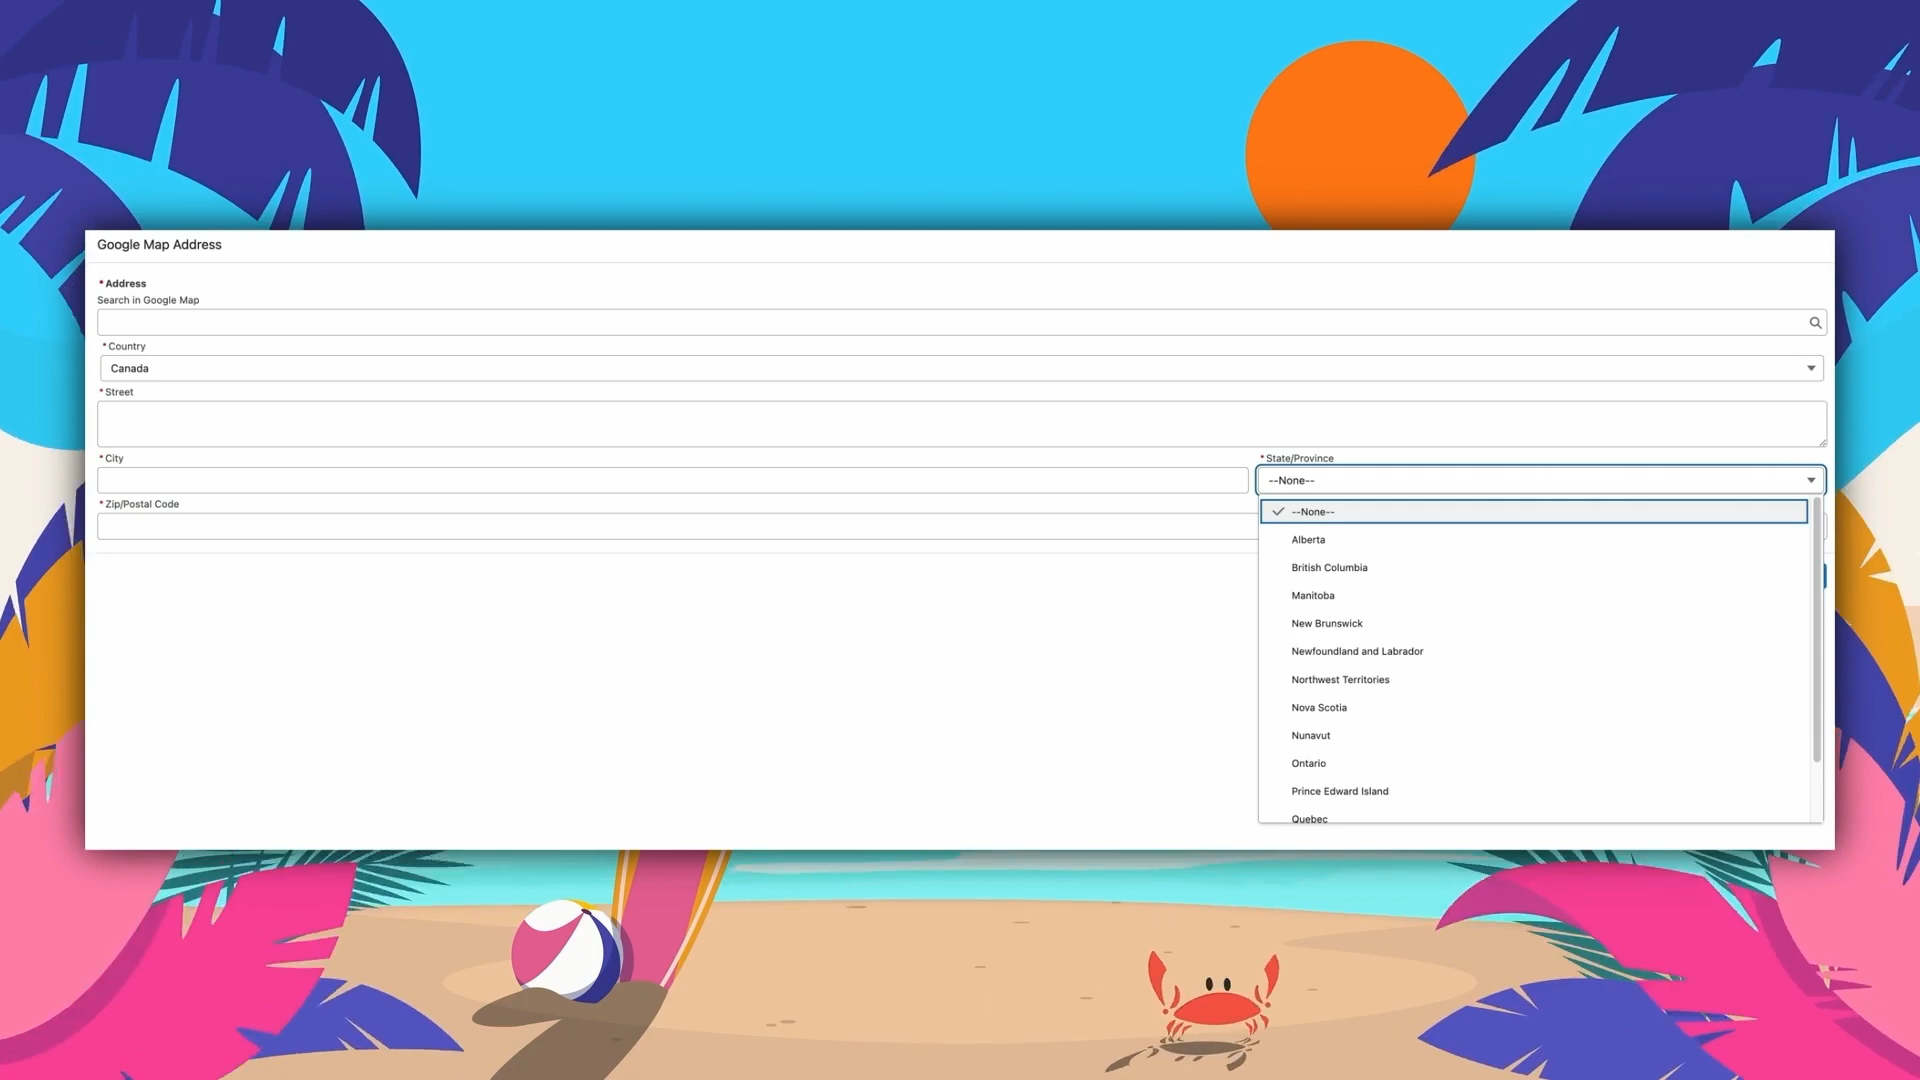 Google Map Address
* Address
Search in Google Map
* Country
Canada
* Street
* City
* State/Province
--None--
* Zip/Postal Code
--None--
Alberta
British Columbia
Manitoba
New Brunswick
Newfoundland and Labrador
Northwest Territories
Nova Scotia
Nunavut
Ontario
Prince Edward Island
Quebec